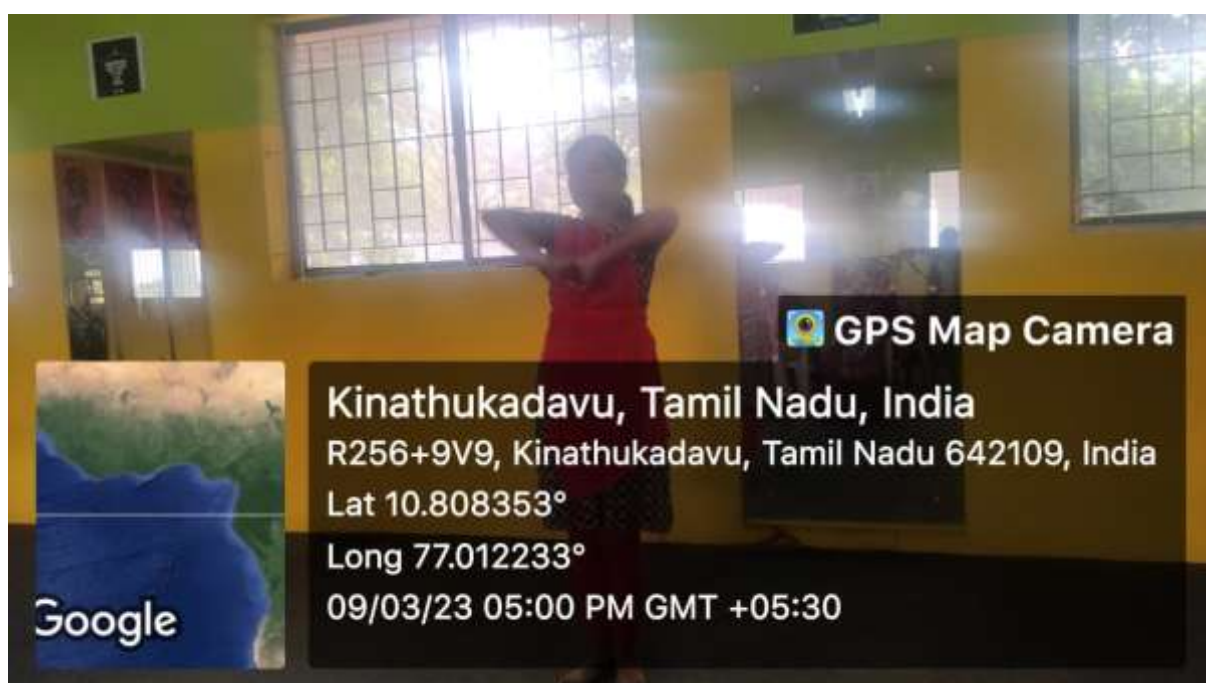 GPS Map Camera
Kinathukadavu, Tamil Nadu, India
R256+9V9, Kinathukadavu, Tamil Nadu 642109, India
Lat 10.808353°
Long 77.012233°
09/03/23 05:00 PM GMT +05:30
Google